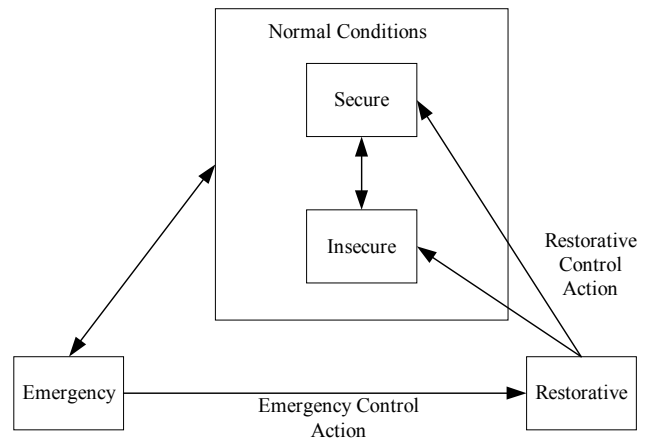 Normal Conditions
Secure
Insecure
Restorative
Control
Action
Emergency
Emergency Control
Action
Restorative